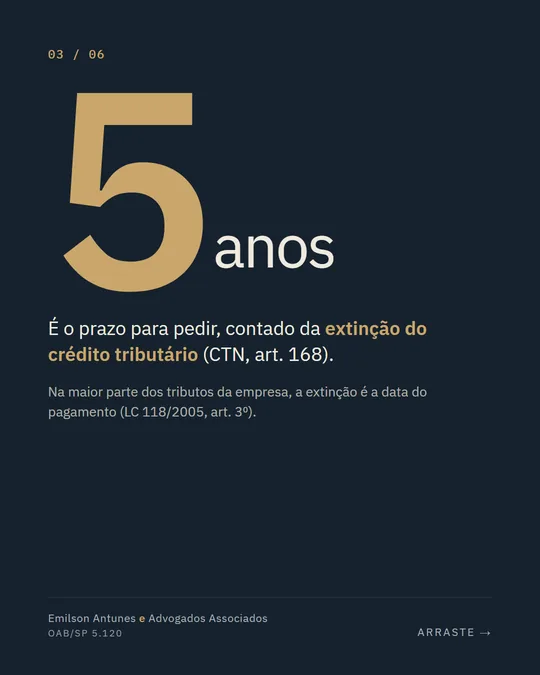 03 / 06
5 anos
É o prazo para pedir, contado da extinção do
crédito tributário (CTN, art. 168).
Na maior parte dos tributos da empresa, a extinção é a data do
pagamento (LC 118/2005, art. 3º).
Emilson Antunes e Advogados Associados
OAB/SP 5.120
ARRASTE →